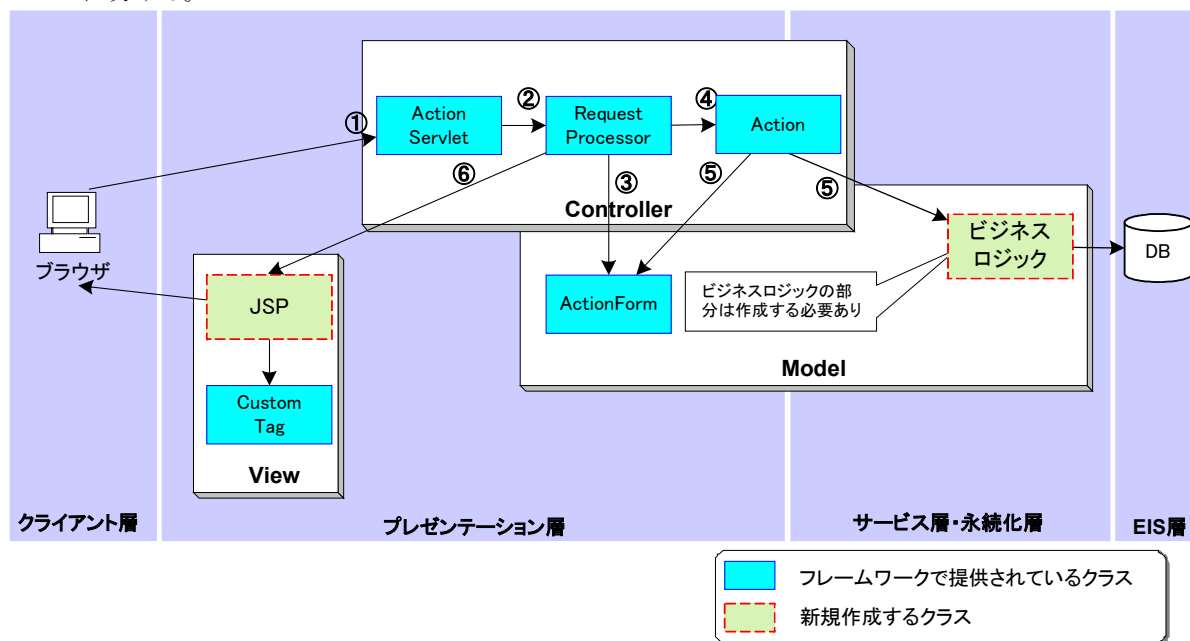 ①
Action
Servlet
②
Request
Processor
④
Action
⑥
③
⑤
⑤
Controller
ブラウザ
JSP
Custom
Tag
View
ActionForm
ビジネスロジックの部
分は作成する必要あり
ビジネス
ロジック
Model
DB
クライアント層
プレゼンテーション層
サービス層・永続化層
EIS層
フレームワークで提供されているクラス
新規作成するクラス